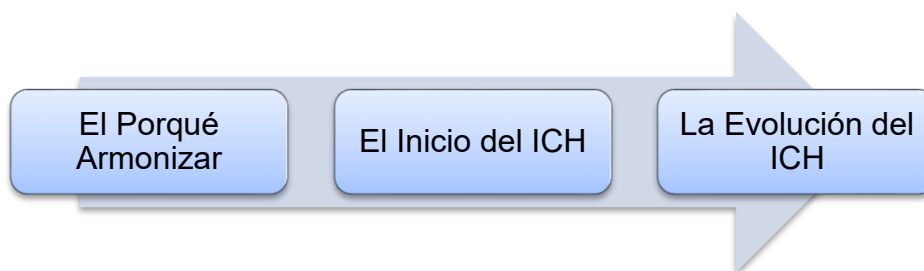 El Porqué
Armonizar
El Inicio del ICH
La Evolución del
ICH